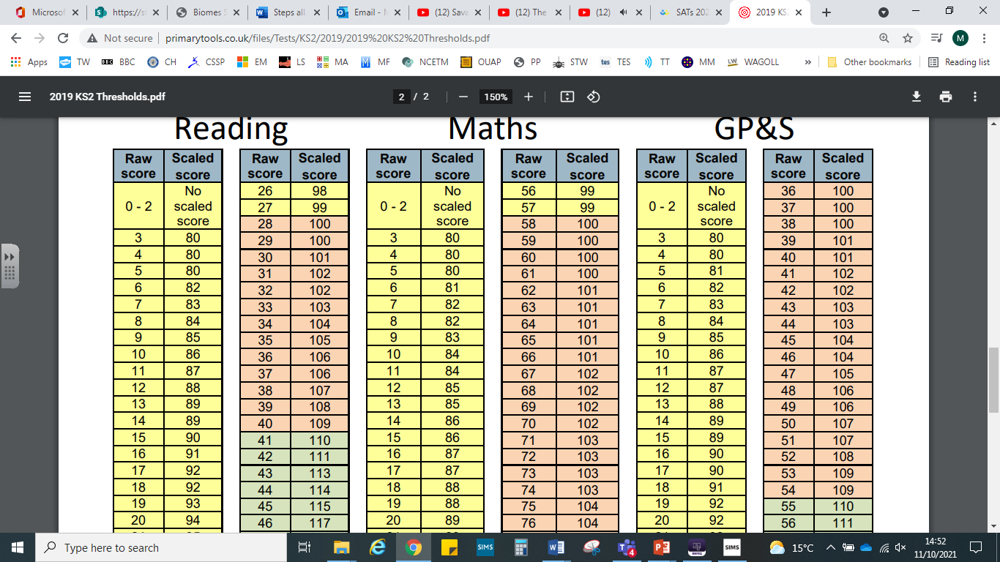 Microsof
https://s
Biomes S
Steps all
Email - M
(12) Sava
(12) The
(12)
SATs 202
2019 KS
Not secure | primarytools.co.uk/files/Tests/KS2/2019/2019%20KS2%20Thresholds.pdf
M
Apps TW BBC BBC CH CSSP EM LS MA MF NCETM OUAP PP STW tes TES TT MM LW WAGOLL » Other bookmarks Reading list
2019 KS2 Thresholds.pdf 2 / 2 — 150% +
Reading Maths GP&S
Raw score Scaled score Raw score Scaled score Raw score Scaled score Raw score Scaled score Raw score Scaled score Raw score Scaled score
0 - 2 No scaled score 26 98 0 - 2 No scaled score 56 99 0 - 2 No scaled score 36 100
27 99 57 99 37 100
28 100 58 100 38 100
3 80 29 100 3 80 59 100 3 80 39 101
4 80 30 101 4 80 60 100 4 80 40 101
5 80 31 102 5 80 61 100 5 81 41 102
6 82 32 102 6 81 62 101 6 82 42 102
7 83 33 103 7 82 63 101 7 83 43 103
8 84 34 104 8 82 64 101 8 84 44 103
9 85 35 105 9 83 65 101 9 85 45 104
10 86 36 106 10 84 66 101 10 86 46 104
11 87 37 106 11 84 67 102 11 87 47 105
12 88 38 107 12 85 68 102 12 87 48 106
13 89 39 108 13 85 69 102 13 88 49 106
14 89 40 109 14 86 70 102 14 89 50 107
15 90 41 110 15 86 71 103 15 89 51 107
16 91 42 111 16 87 72 103 16 90 52 108
17 92 43 113 17 87 73 103 17 90 53 109
18 92 44 114 18 88 74 103 18 91 54 109
19 93 45 115 19 88 75 104 19 92 55 110
20 94 46 117 20 89 76 104 20 92 56 111
Type here to search
SIMS
4
SIMS
15°C
14:52
11/10/2021